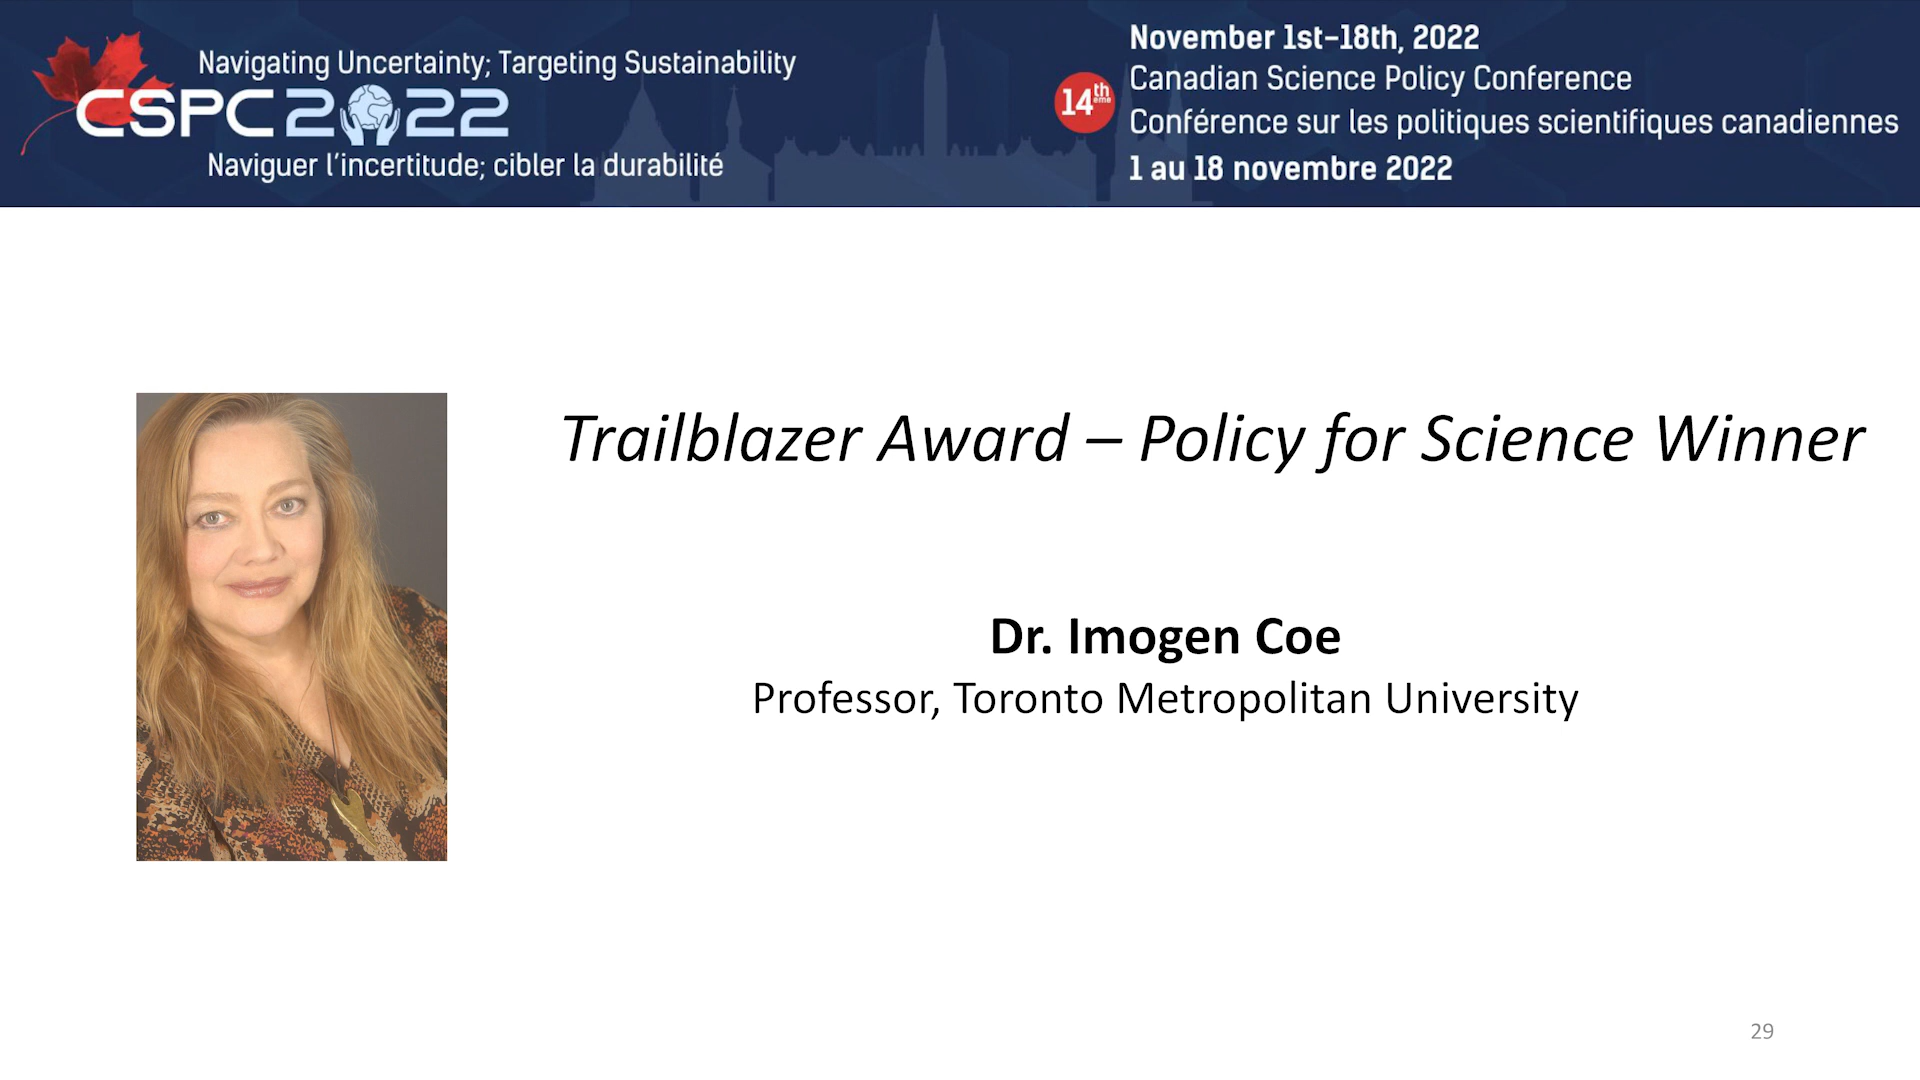 Navigating Uncertainty; Targeting Sustainability
CSPC 2022
Naviguer l'incertitude; cibler la durabilité
14th ème
November 1st–18th, 2022
Canadian Science Policy Conference
Conférence sur les politiques scientifiques canadiennes
1 au 18 novembre 2022
Trailblazer Award – Policy for Science Winner
Dr. Imogen Coe
Professor, Toronto Metropolitan University
29